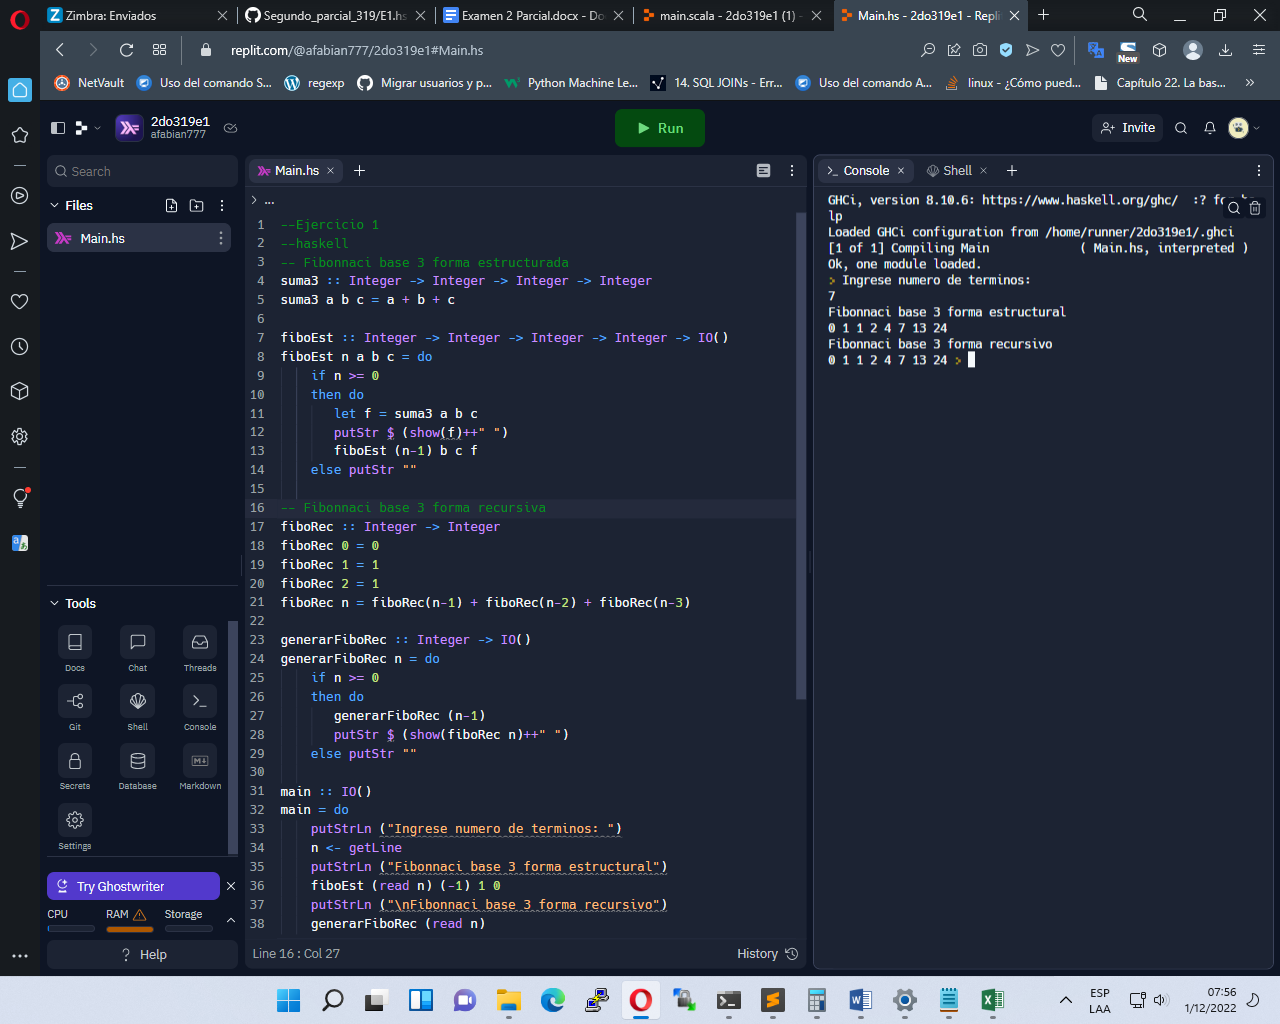 Zimbra: Enviados
Segundo_parcial_319/E1.hs
Examen 2 Parcial.docx - Do
main.scala - 2do319e1 (1) -
Main.hs - 2do319e1 - Repli
replit.com/@afabian777/2do319e1#Main.hs
New
NetVault
Uso del comando S...
regexp
Migrar usuarios y p...
Python Machine Le...
14. SQL JOINs - Erro...
Uso del comando A...
linux - ¿Cómo pued...
Capítulo 22. La bas...
2do319e1
afabian777
Run
Invite
Search
Files
Main.hs
Tools
Docs
Chat
Threads
Git
Shell
Console
Secrets
Database
Markdown
Settings
Try Ghostwriter
CPU
RAM
Storage
? Help
Main.hs
...
1 --Ejercicio 1
2 --haskell
3 -- Fibonnaci base 3 forma estructurada
4 suma3 :: Integer -> Integer -> Integer -> Integer
5 suma3 a b c = a + b + c
6
7 fiboEst :: Integer -> Integer -> Integer -> Integer -> IO()
8 fiboEst n a b c = do
9 if n >= 0
10 then do
11 let f = suma3 a b c
12 putStr $ (show(f)++" ")
13 fiboEst (n-1) b c f
14 else putStr ""
15
16 -- Fibonnaci base 3 forma recursiva
17 fiboRec :: Integer -> Integer
18 fiboRec 0 = 0
19 fiboRec 1 = 1
20 fiboRec 2 = 1
21 fiboRec n = fiboRec(n-1) + fiboRec(n-2) + fiboRec(n-3)
22
23 generarFiboRec :: Integer -> IO()
24 generarFiboRec n = do
25 if n >= 0
26 then do
27 generarFiboRec (n-1)
28 putStr $ (show(fiboRec n)++" ")
29 else putStr ""
30
31 main :: IO()
32 main = do
33 putStrLn ("Ingrese numero de terminos: ")
34 n <- getLine
35 putStrLn ("Fibonnaci base 3 forma estructural")
36 fiboEst (read n) (-1) 1 0
37 putStrLn ("\nFibonnaci base 3 forma recursivo")
38 generarFiboRec (read n)
Line 16 : Col 27
History
Console
Shell
GHCi, version 8.10.6: https://www.haskell.org/ghc/ :? fo
lp
Loaded GHCi configuration from /home/runner/2do319e1/.ghci
[1 of 1] Compiling Main ( Main.hs, interpreted )
Ok, one module loaded.
> Ingrese numero de terminos:
7
Fibonnaci base 3 forma estructural
0 1 1 2 4 7 13 24
Fibonnaci base 3 forma recursivo
0 1 1 2 4 7 13 24 >
ESP
LAA
07:56
1/12/2022